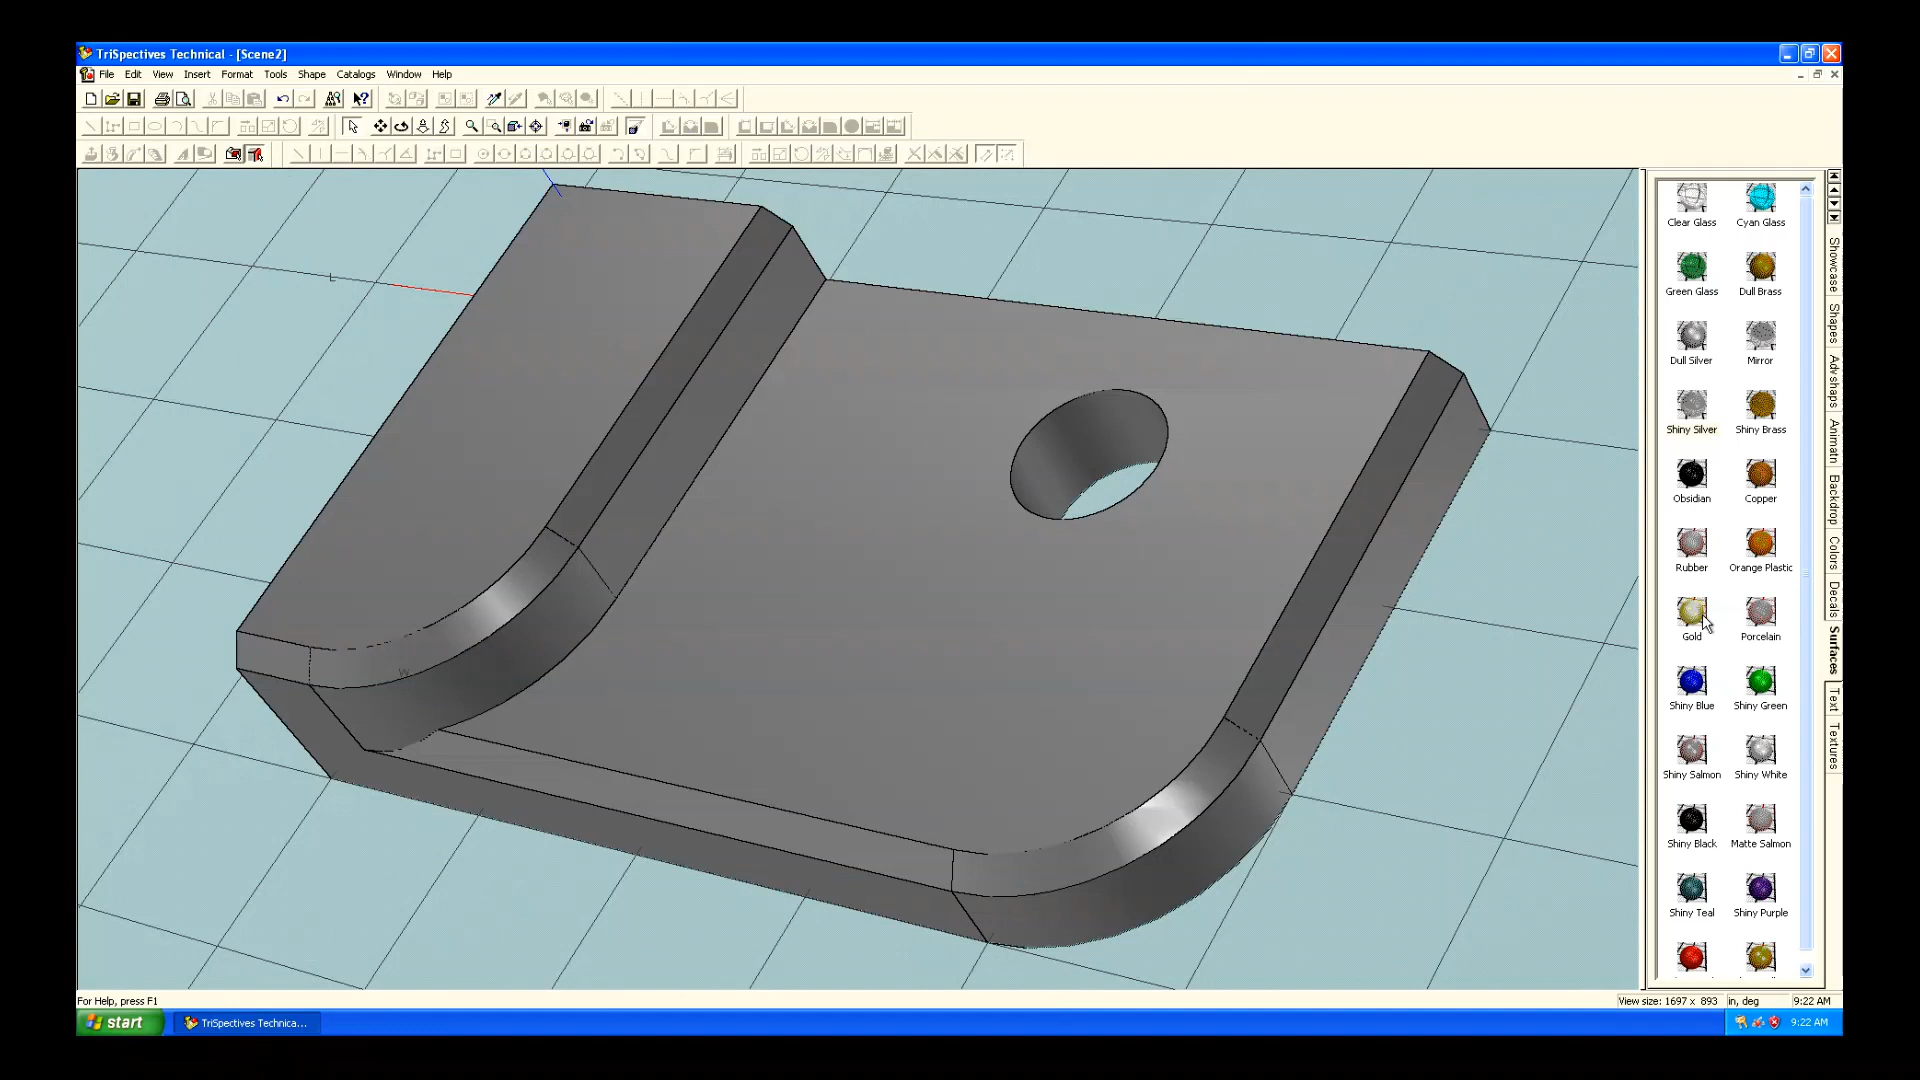 TriSpectives Technical - [Scene2]
File Edit View Insert Format Tools Shape Catalogs Window Help
Clear Glass Cyan Glass
Green Glass Dull Brass
Dull Silver Mirror
Shiny Silver Shiny Brass
Obsidian Copper
Rubber Orange Plastic
Gold Porcelain
Shiny Blue Shiny Green
Shiny Salmon Shiny White
Shiny Black Matte Salmon
Shiny Teal Shiny Purple
Showcase
Shapes
Advshaps
Animatn
Backdrop
Colors
Decals
Surfaces
Text
Textures
W
L
For Help, press F1
View size: 1697 x 893 in, deg 9:22 AM
start TriSpectives Technica... 9:22 AM